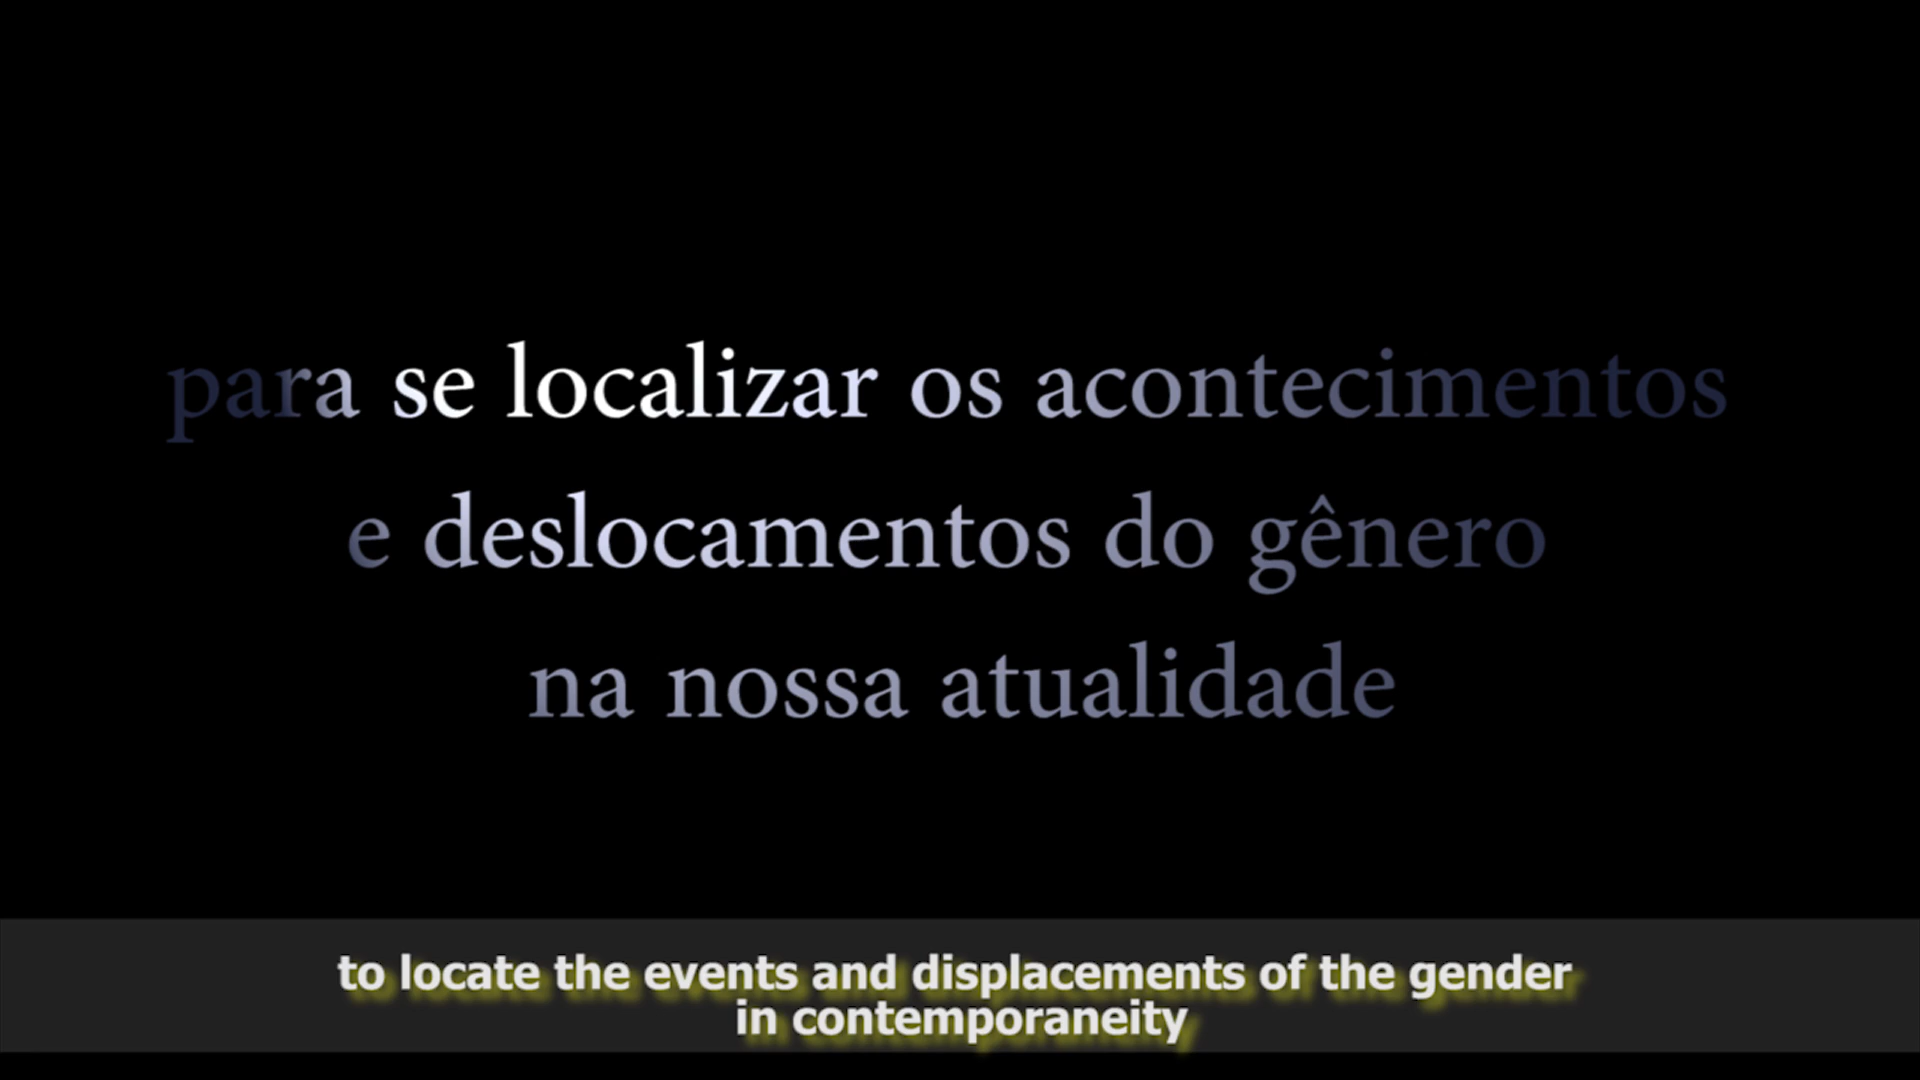 para se localizar os acontecimentos
e deslocamentos do gênero
na nossa atualidade
to locate the events and displacements of the gender
in contemporaneity